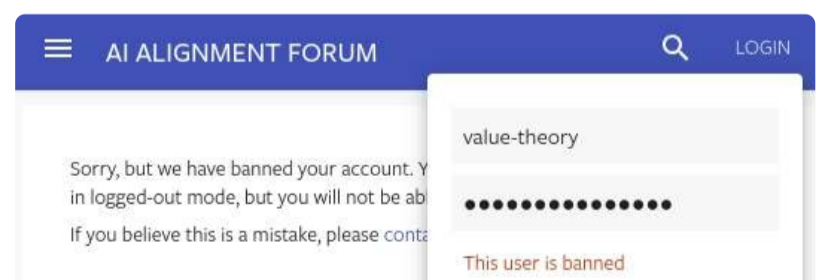 AI ALIGNMENT FORUM
LOGIN
value-theory
Sorry, but we have banned your account. Y
in logged-out mode, but you will not be ab
If you believe this is a mistake, please conta
•••••••••••••••
This user is banned